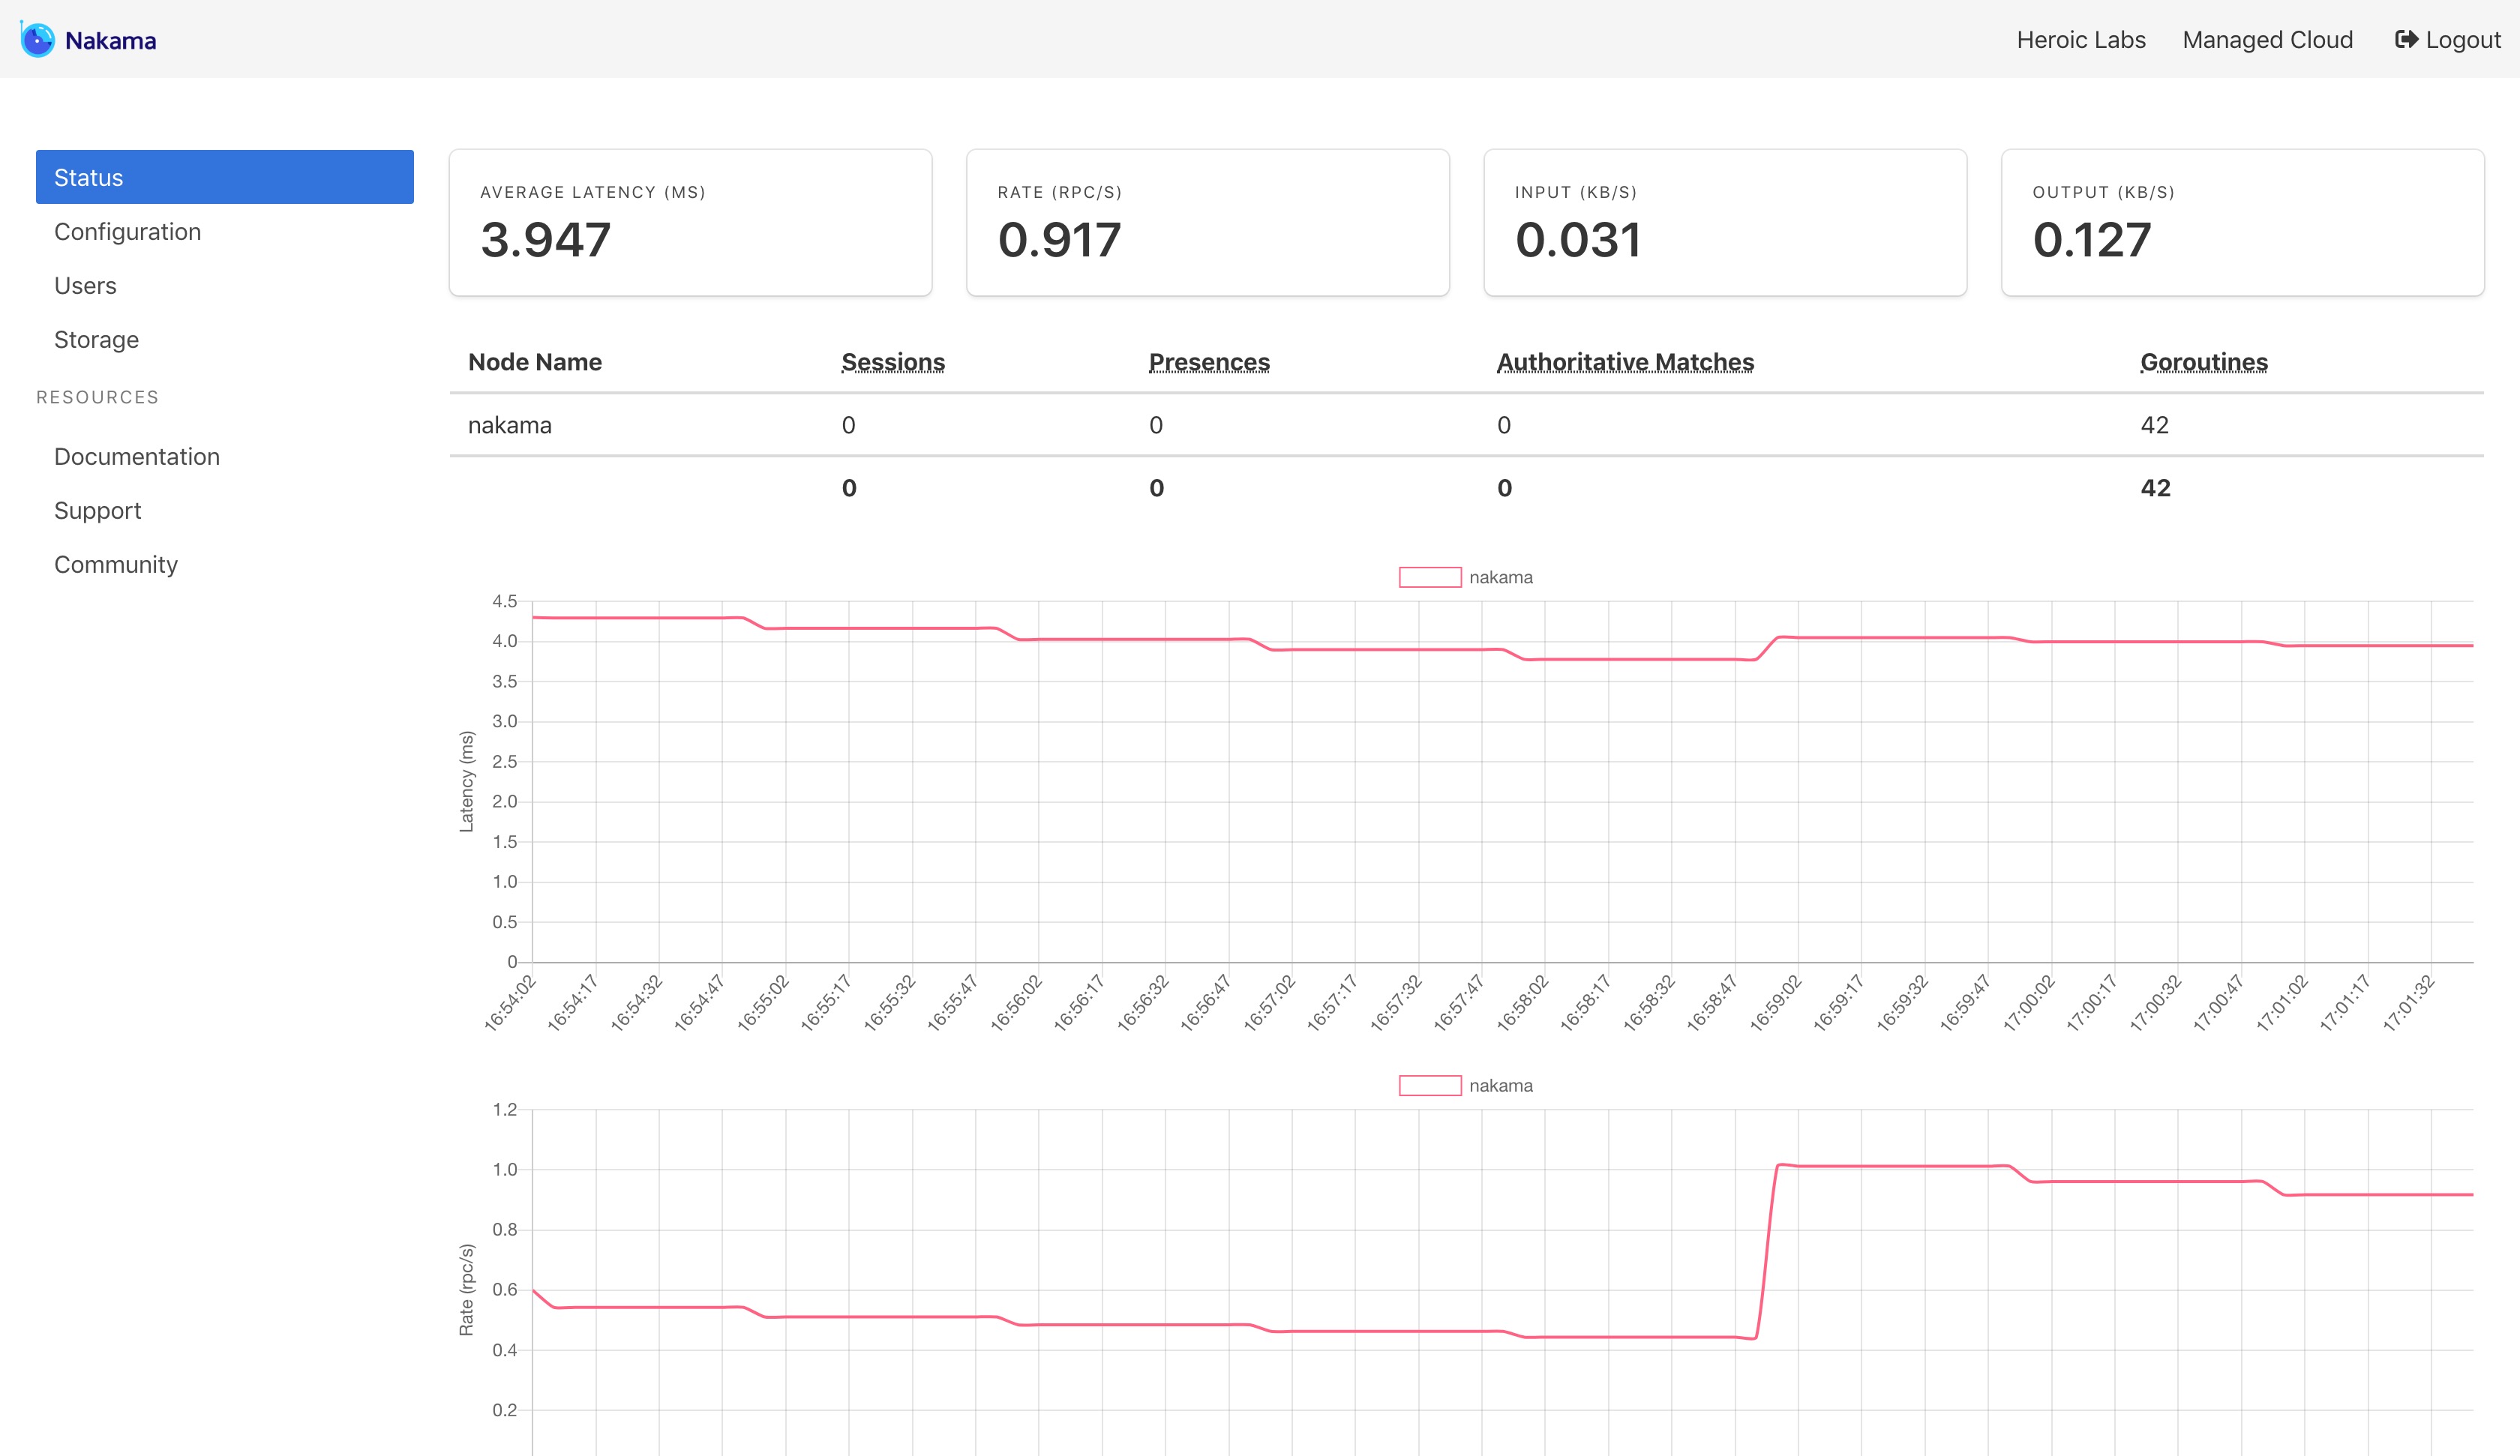 Nakama
Heroic Labs Managed Cloud Logout
Status
Configuration
Users
Storage
RESOURCES
Documentation
Support
Community
AVERAGE LATENCY (MS)
3.947
RATE (RPC/S)
0.917
INPUT (KB/S)
0.031
OUTPUT (KB/S)
0.127
Node Name Sessions Presences Authoritative Matches Goroutines
nakama 0 0 0 42
0 0 0 42
nakama
Latency (ms)
4.5
4.0
3.5
3.0
2.5
2.0
1.5
1.0
0.5
0
16:54:02 16:54:17 16:54:32 16:54:47 16:55:02 16:55:17 16:55:32 16:55:47 16:56:02 16:56:17 16:56:32 16:56:47 16:57:02 16:57:17 16:57:32 16:57:47 16:58:02 16:58:17 16:58:32 16:58:47 16:59:02 16:59:17 16:59:32 16:59:47 17:00:02 17:00:17 17:00:32 17:00:47 17:01:02 17:01:17 17:01:32
nakama
Rate (rpc/s)
1.2
1.0
0.8
0.6
0.4
0.2